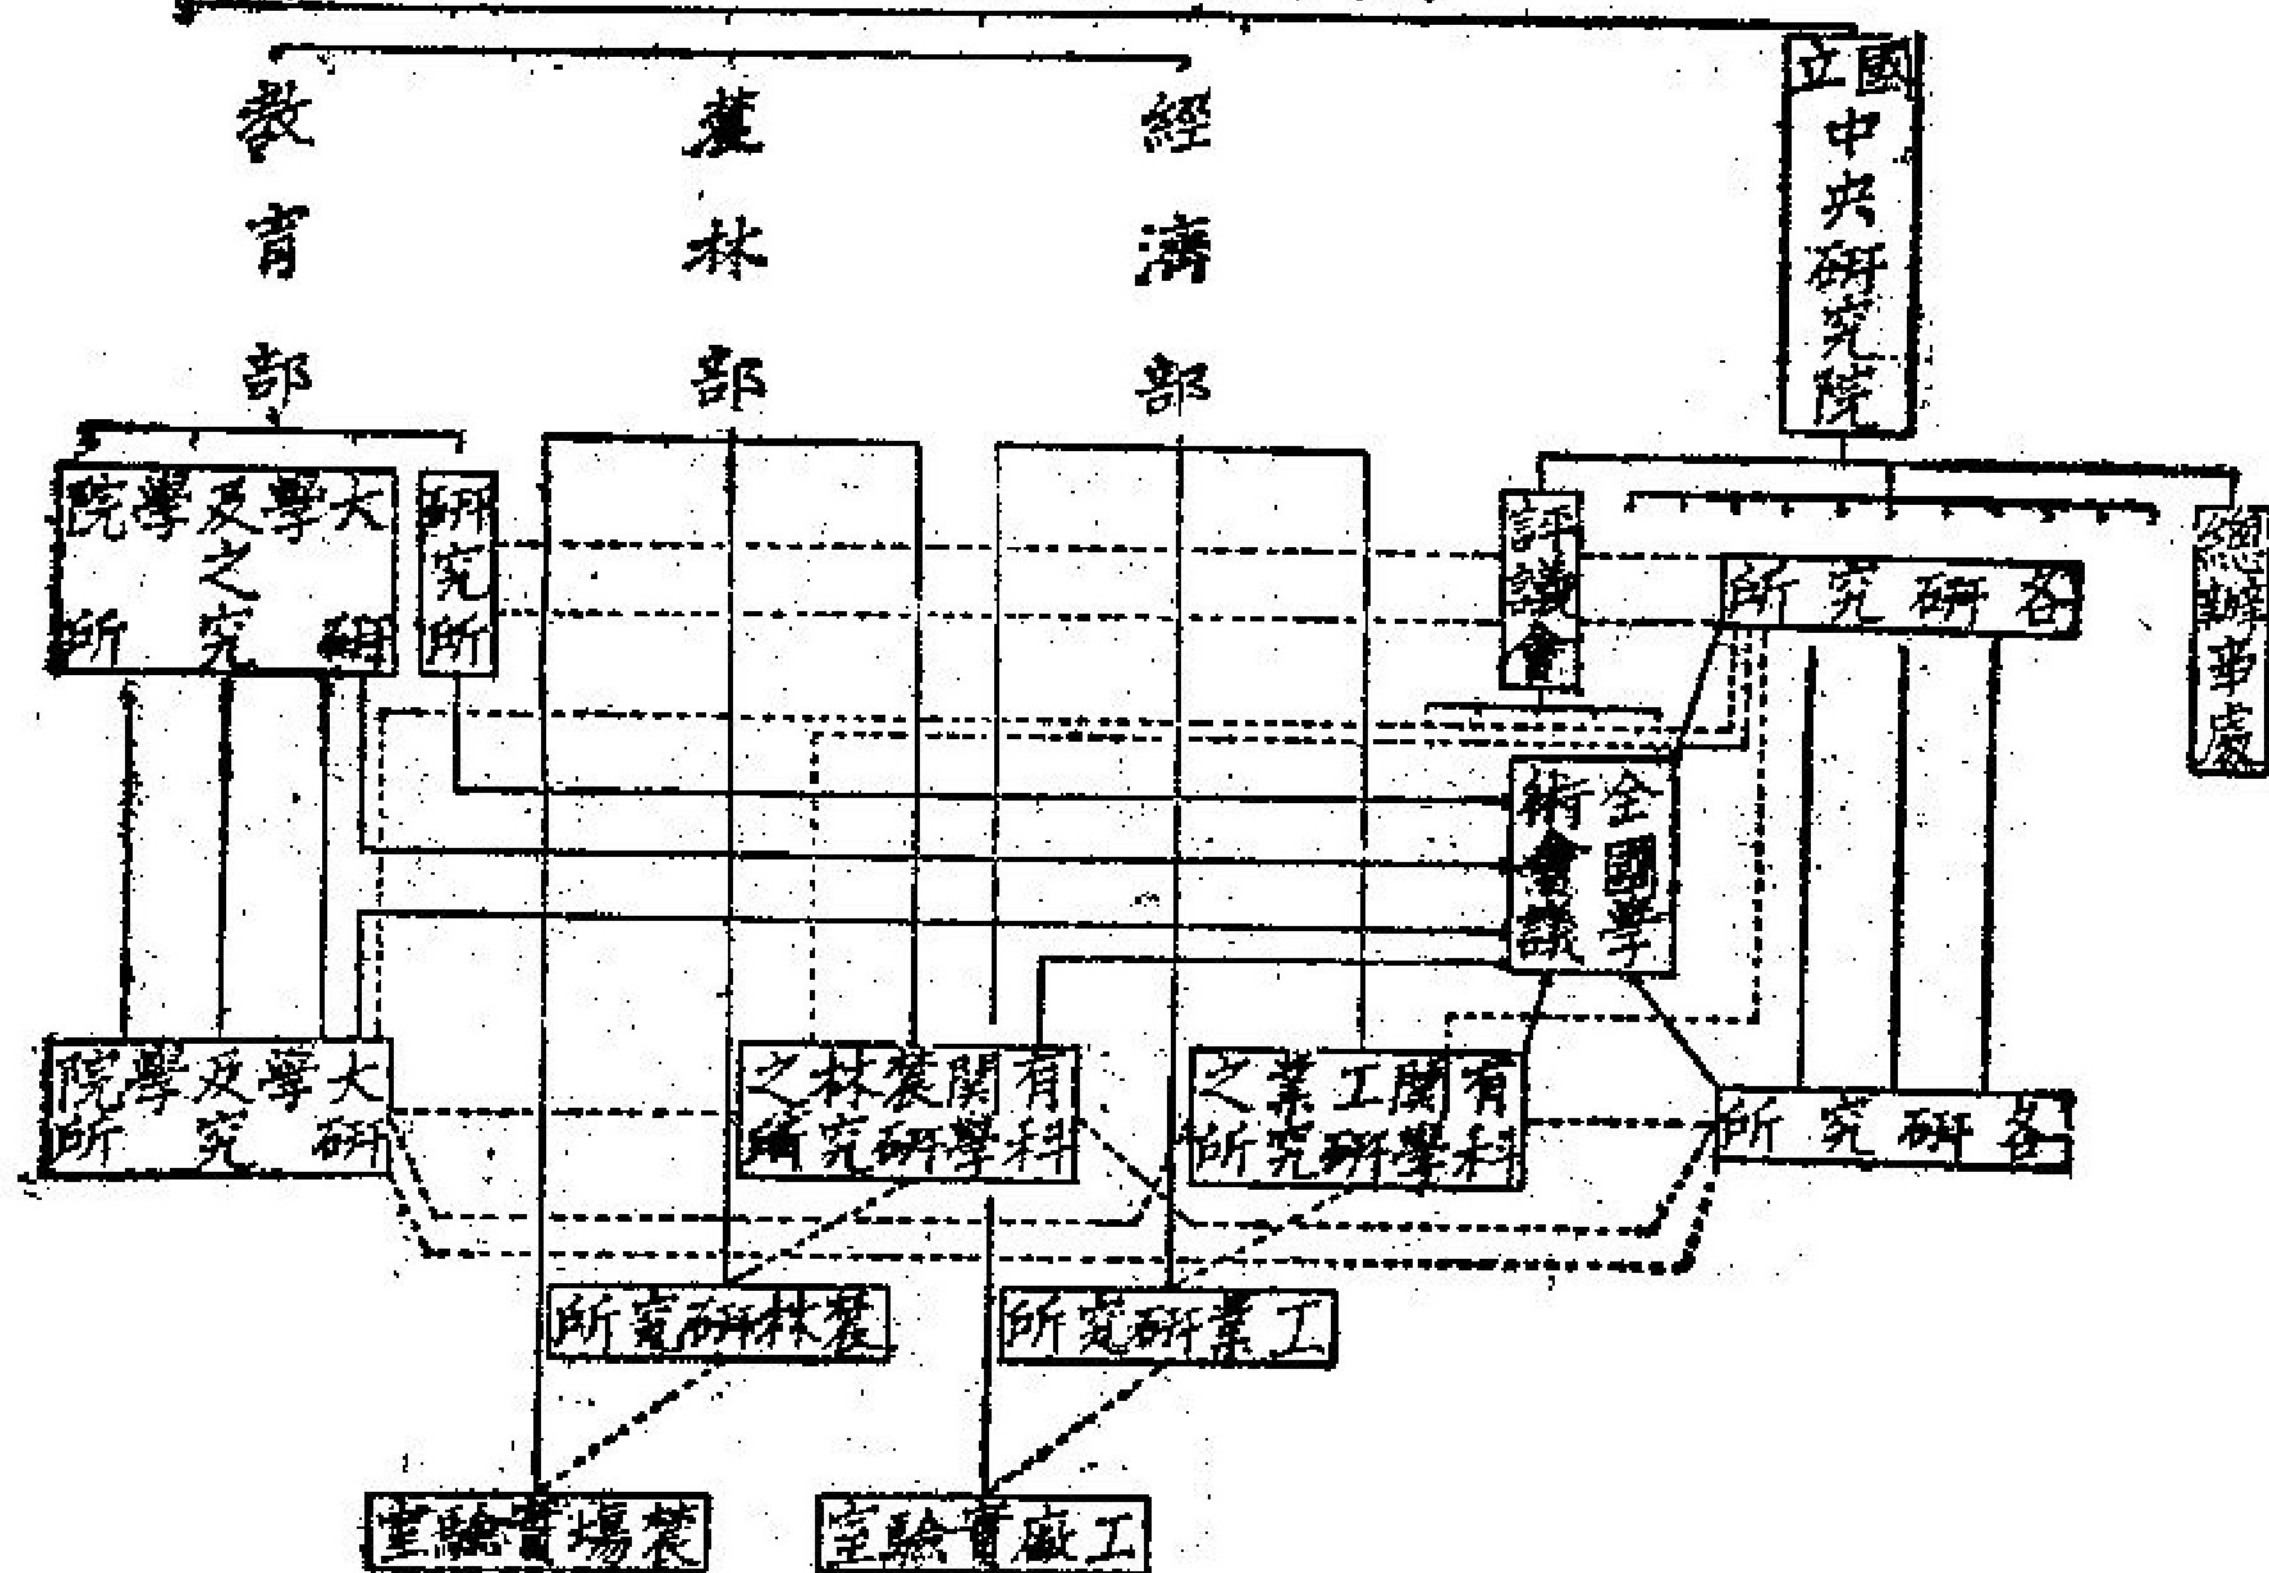 國立中央研究院
經濟部
農林部
教育部
總辦事處
各研究所
評議會
研究所
大學及學院
之
研究所
全國學
術會議
各研究所
有關工業之
科學研究所
有關農林之
科學研究所
大學及學院
研究所
工業研究所
農林研究所
工廠實驗室
農場實驗室